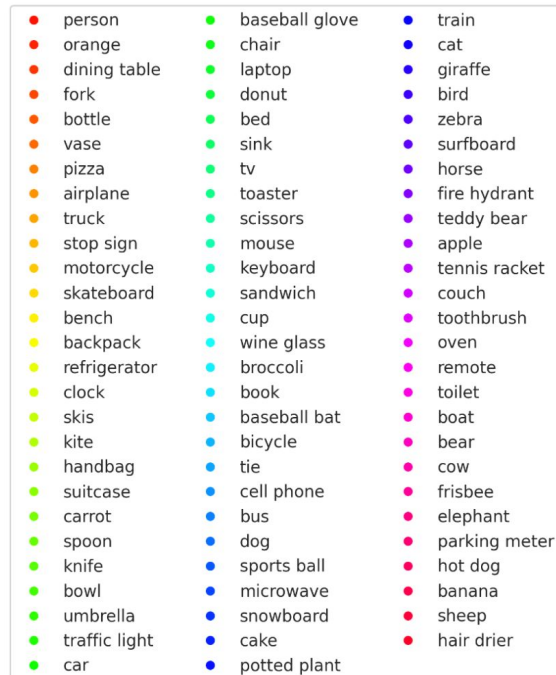 person
orange
dining table
fork
bottle
vase
pizza
airplane
truck
stop sign
motorcycle
skateboard
bench
backpack
refrigerator
clock
skis
kite
handbag
suitcase
carrot
spoon
knife
bowl
umbrella
traffic light
car
baseball glove
chair
laptop
donut
bed
sink
tv
toaster
scissors
mouse
keyboard
sandwich
cup
wine glass
broccoli
book
baseball bat
bicycle
tie
cell phone
bus
dog
sports ball
microwave
snowboard
cake
potted plant
train
cat
giraffe
bird
zebra
surfboard
horse
fire hydrant
teddy bear
apple
tennis racket
couch
toothbrush
oven
remote
toilet
boat
bear
cow
frisbee
elephant
parking meter
hot dog
banana
sheep
hair drier